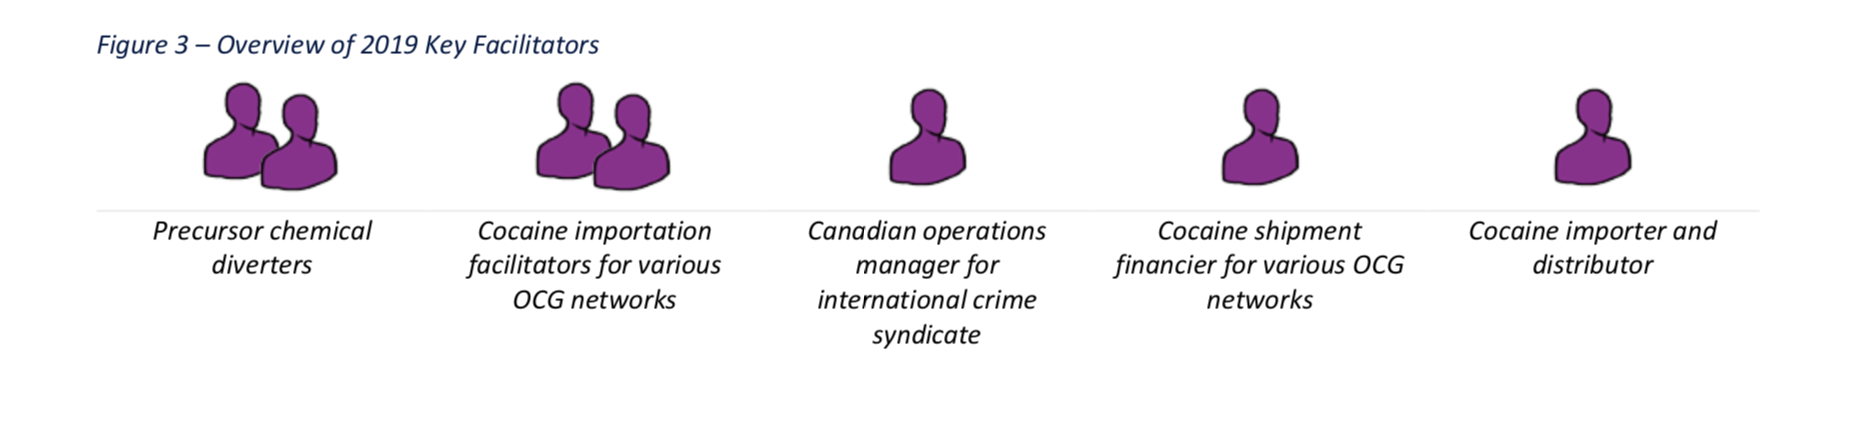 Figure 3 – Overview of 2019 Key Facilitators
Precursor chemical
diverters
Cocaine importation
facilitators for various
OCG networks
Canadian operations
manager for
international crime
syndicate
Cocaine shipment
financier for various OCG
networks
Cocaine importer and
distributor